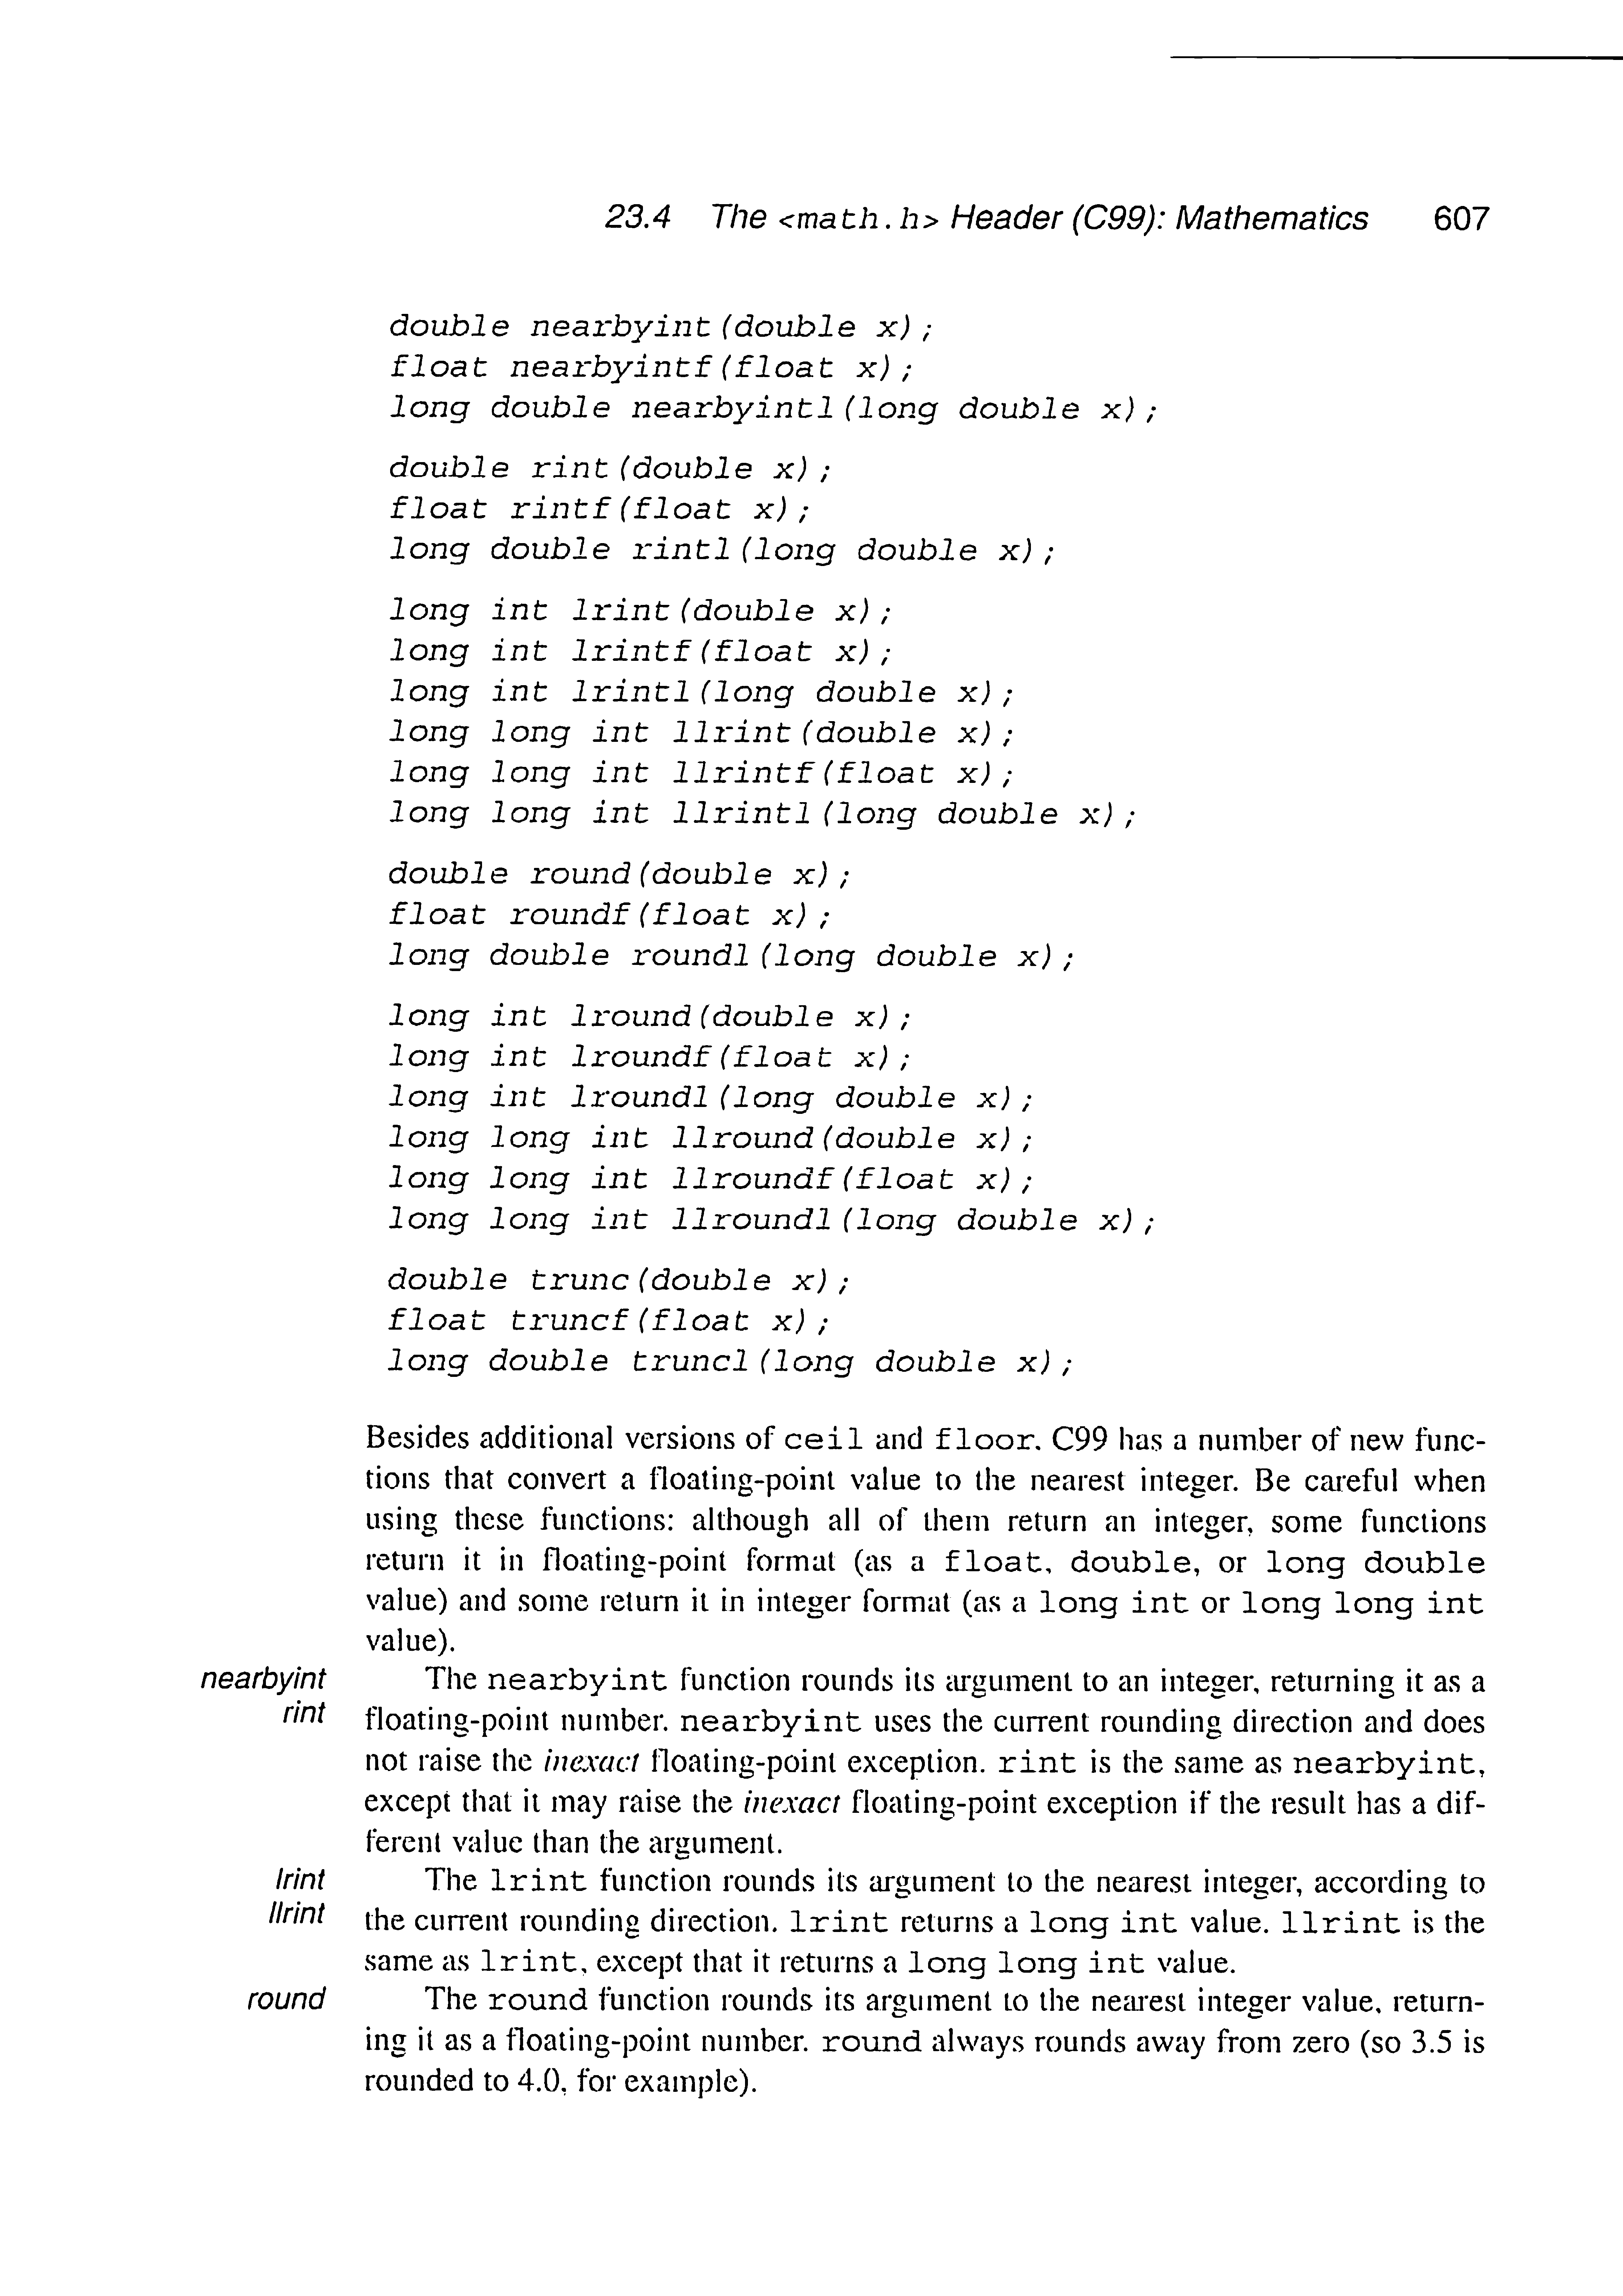 23.4 The <math.h> Header (C99): Mathematics 607
double nearbyint(double x);
float nearbyintf(float x);
long double nearbyintl(long double x);
double rint(double x);
float rintf(float x);
long double rintl(long double x);
long int lrint(double x);
long int lrintf(float x);
long int lrintl(long double x);
long long int llrint(double x);
long long int llrintf(float x);
long long int llrintl(long double x);
double round(double x);
float roundf(float x);
long double roundl(long double x);
long int lround(double x);
long int lroundf(float x);
long int lroundl(long double x);
long long int llround(double x);
long long int llroundf(float x);
long long int llroundl(long double x);
double trunc(double x);
float truncf(float x);
long double truncl(long double x);
Besides additional versions of ceil and floor, C99 has a number of new func-
tions that convert a floating-point value to the nearest integer. Be careful when
using these functions: although all of them return an integer, some functions
return it in floating-point format (as a float, double, or long double
value) and some return it in integer format (as a long int or long long int
value).
nearbyint The nearbyint function rounds its argument to an integer, returning it as a
rint floating-point number. nearbyint uses the current rounding direction and does
not raise the inexact floating-point exception. rint is the same as nearbyint,
except that it may raise the inexact floating-point exception if the result has a dif-
ferent value than the argument.
lrint The lrint function rounds its argument to the nearest integer, according to
llrint the current rounding direction. lrint returns a long int value. llrint is the
same as lrint, except that it returns a long long int value.
round The round function rounds its argument to the nearest integer value, return-
ing it as a floating-point number. round always rounds away from zero (so 3.5 is
rounded to 4.0, for example).